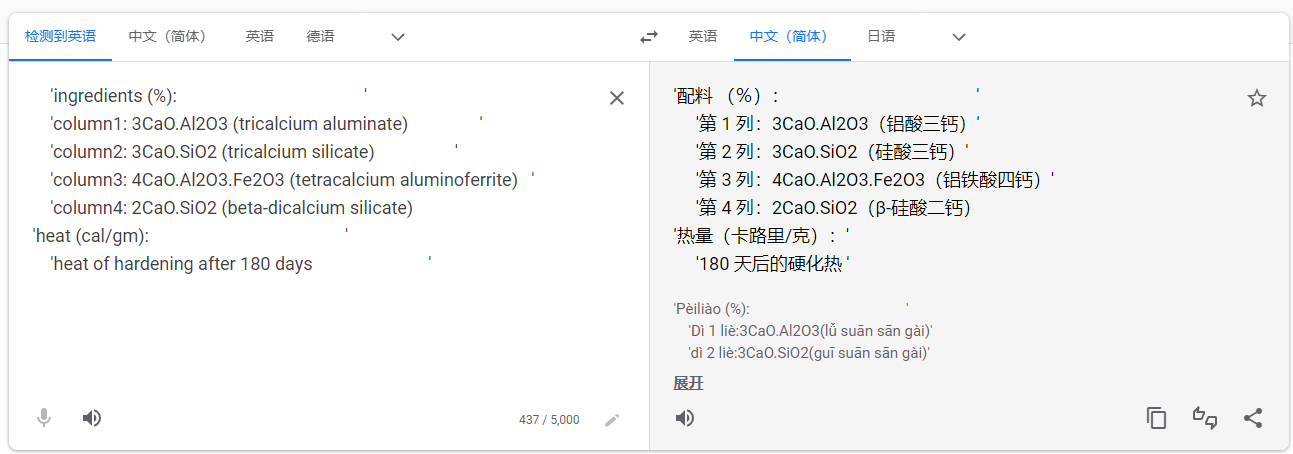 检测到英语 中文（简体） 英语 德语 英语 中文（简体） 日语
'ingredients (%): '
'column1: 3CaO.Al2O3 (tricalcium aluminate) '
'column2: 3CaO.SiO2 (tricalcium silicate) '
'column3: 4CaO.Al2O3.Fe2O3 (tetracalcium aluminoferrite) '
'column4: 2CaO.SiO2 (beta-dicalcium silicate)
'heat (cal/gm): '
'heat of hardening after 180 days '
437 / 5,000
'配料 （%）： '
'第 1 列：3CaO.Al2O3（铝酸三钙）'
'第 2 列：3CaO.SiO2（硅酸三钙）'
'第 3 列：4CaO.Al2O3.Fe2O3（铝铁酸四钙）'
'第 4 列：2CaO.SiO2（β-硅酸二钙）
'热量（卡路里/克）：'
'180 天后的硬化热 '
'Pèiliào (%): '
'Dì 1 liè:3CaO.Al2O3(lǚ suān sān gài)'
'dì 2 liè:3CaO.SiO2(guī suān sān gài)'
展开